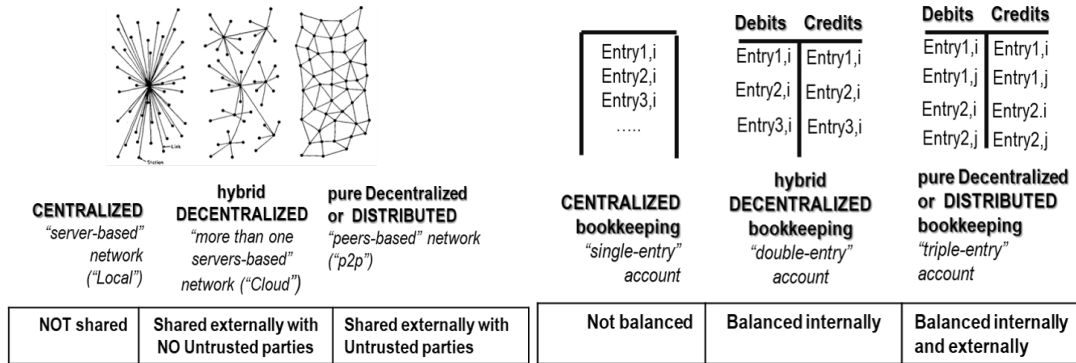 Link
Station
CENTRALIZED
“server-based”
network
(“Local”)
hybrid
DECENTRALIZED
“more than one
servers-based”
network (“Cloud”)
pure Decentralized
or DISTRIBUTED
“peers-based” network
(“p2p”)
NOT shared
Shared externally with
NO Untrusted parties
Shared externally with
Untrusted parties
Entry1,i
Entry2,i
Entry3,i
.....
CENTRALIZED
bookkeeping
“single-entry”
account
Debits Credits
Entry1,i Entry1,i
Entry2,i Entry2,i
Entry3,i Entry3,i
hybrid
DECENTRALIZED
bookkeeping
“double-entry”
account
Debits Credits
Entry1,i Entry1,i
Entry1,j Entry1,j
Entry2,i Entry2.i
Entry2,j Entry2,j
pure Decentralized
or DISTRIBUTED
bookkeeping
“triple-entry”
account
Not balanced
Balanced internally
Balanced internally
and externally